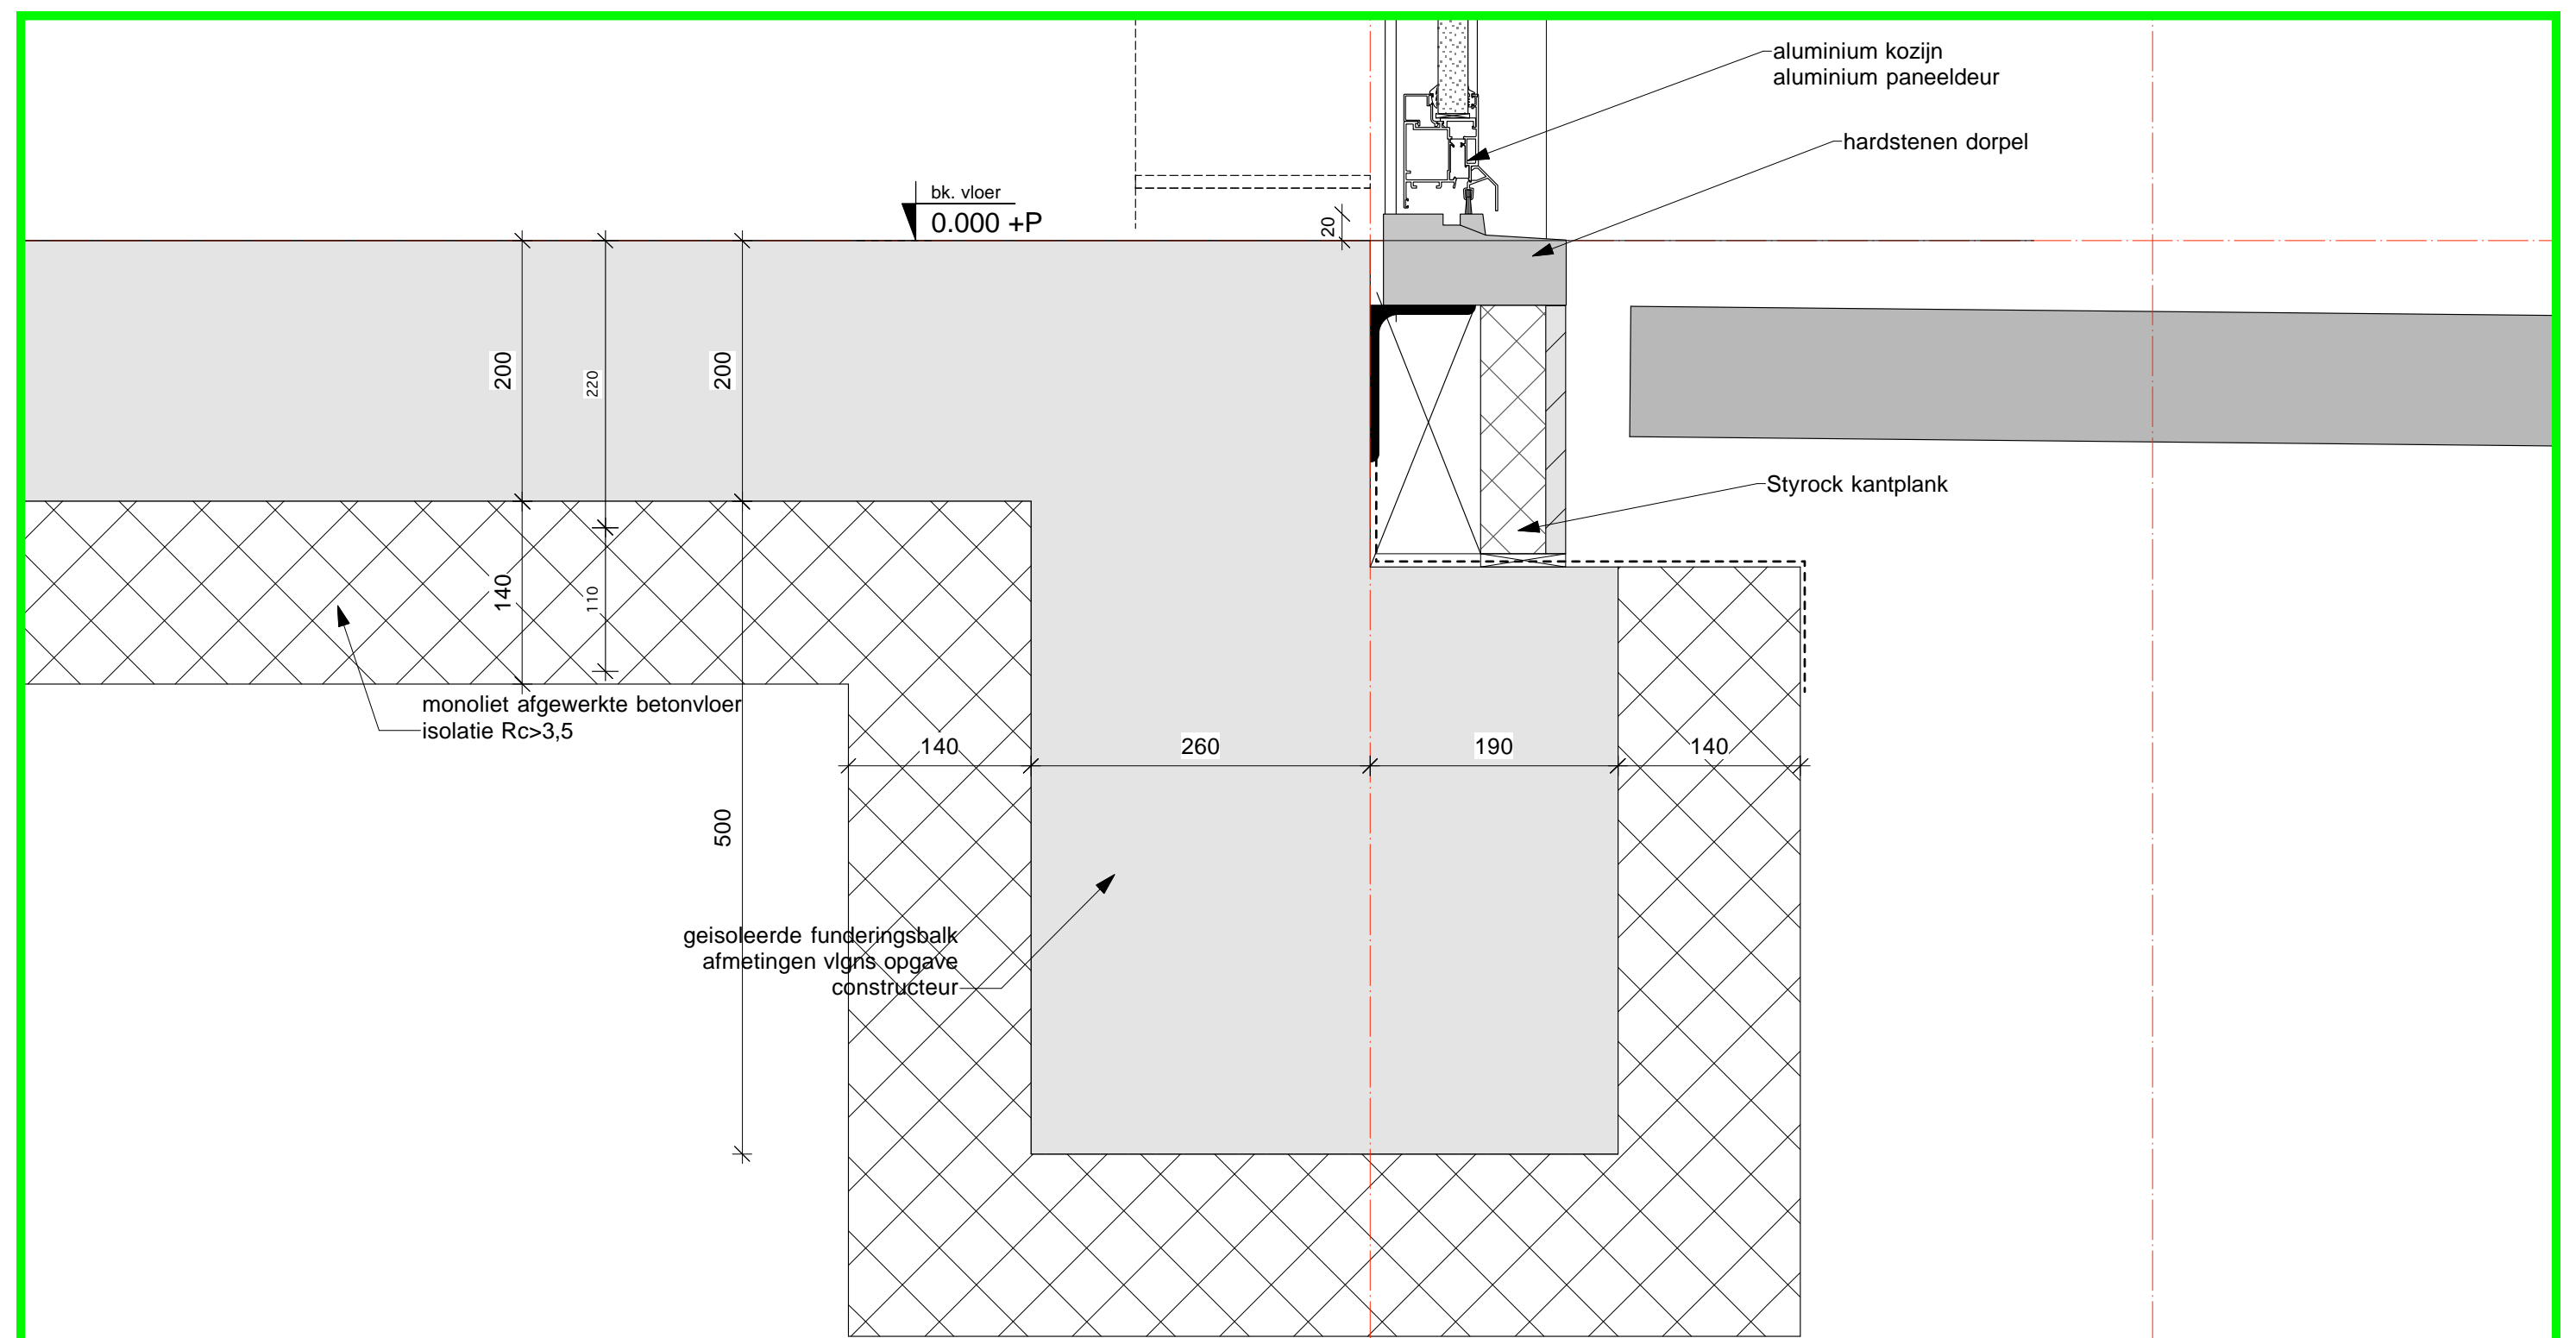 aluminium kozijn
aluminium paneeldeur
hardstenen dorpel
bk. vloer
0.000 +P
20
200
220
200
Styrock kantplank
140
110
monoliet afgewerkte betonvloer
isolatie Rc>3,5
140
260
190
140
500
geisoleerde funderingsbalk
afmetingen vlgns opgave
constructeur